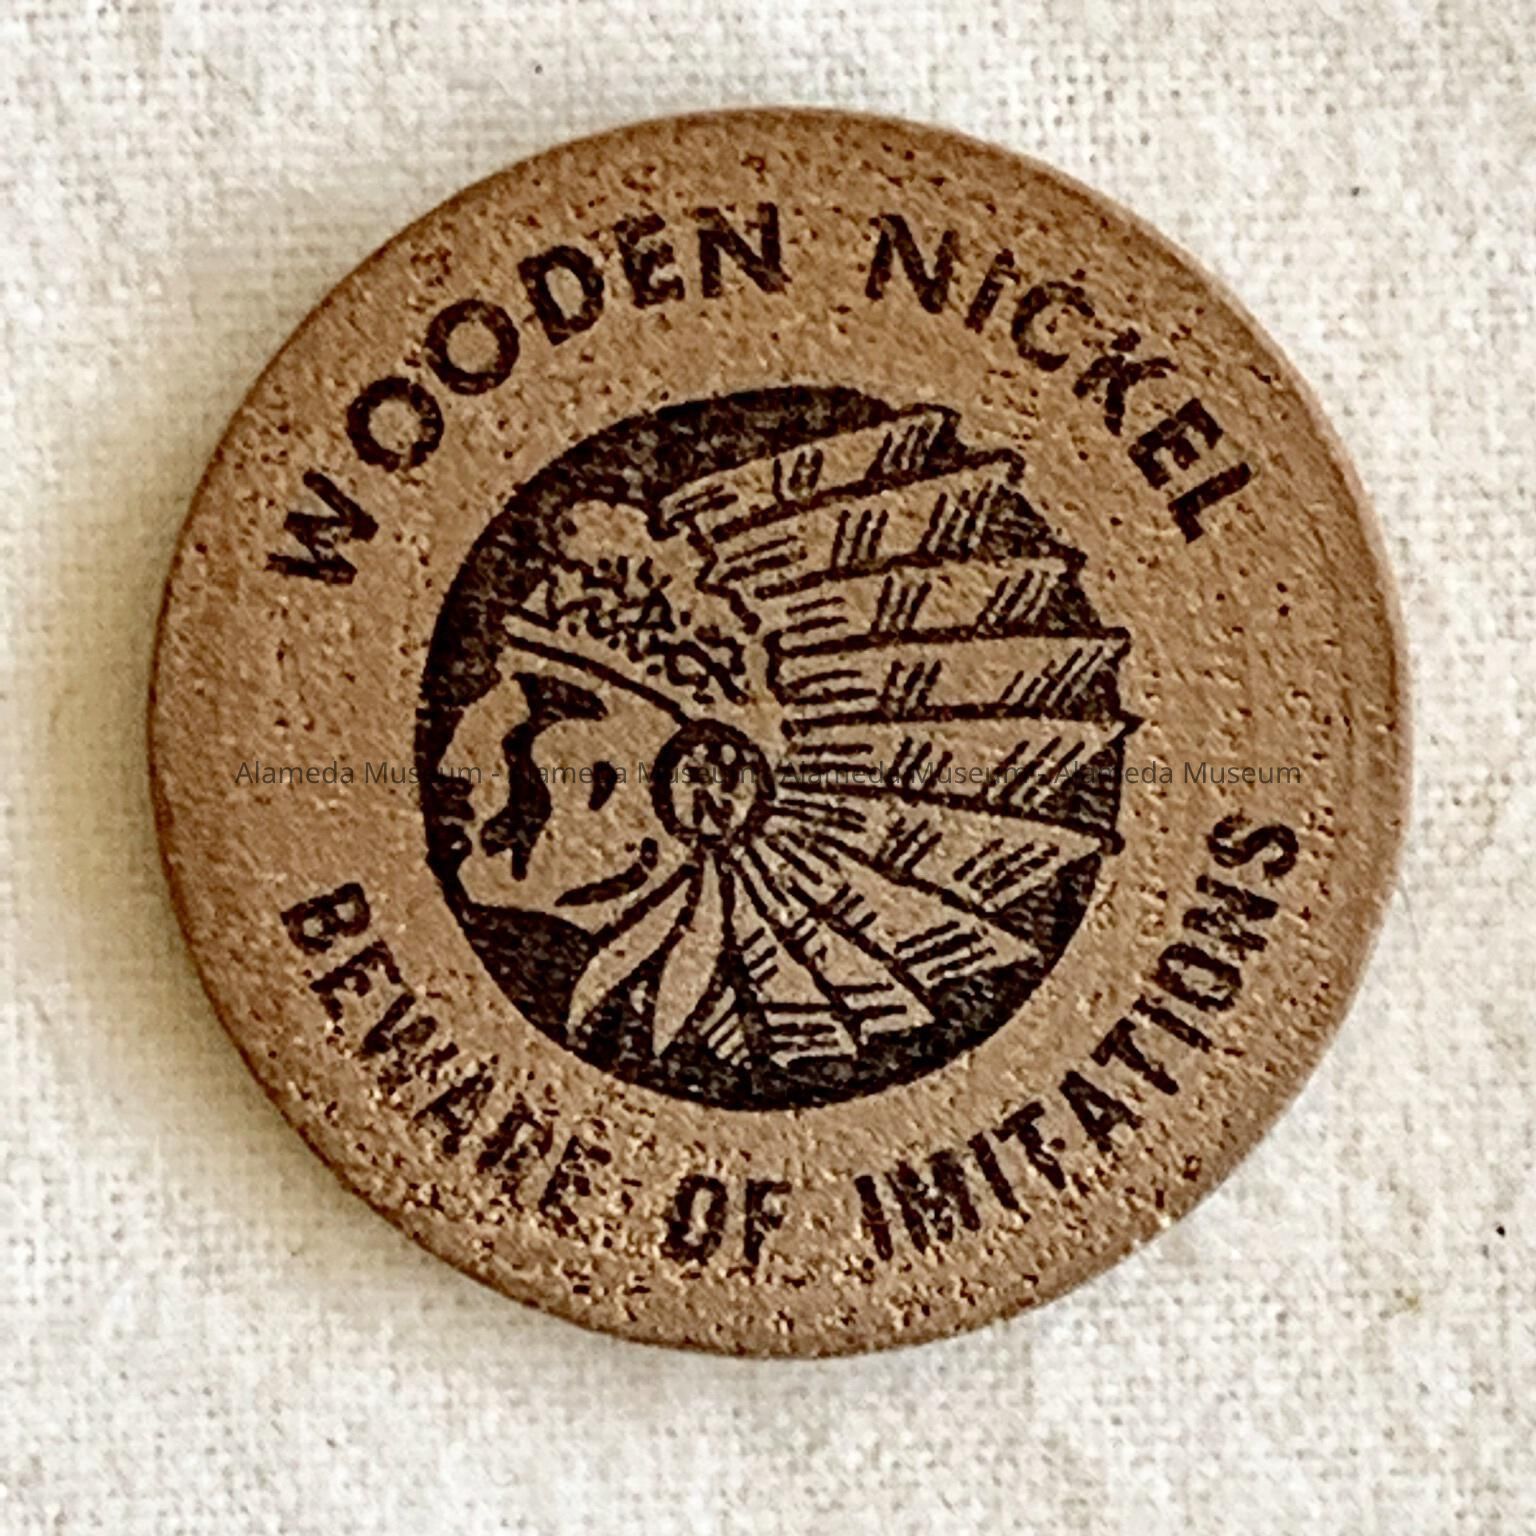 WOODEN NICKEL
Alameda Museum - Alameda Museum - Alameda Museum - Alameda Museum
W
N
BEWARE OF IMITATIONS